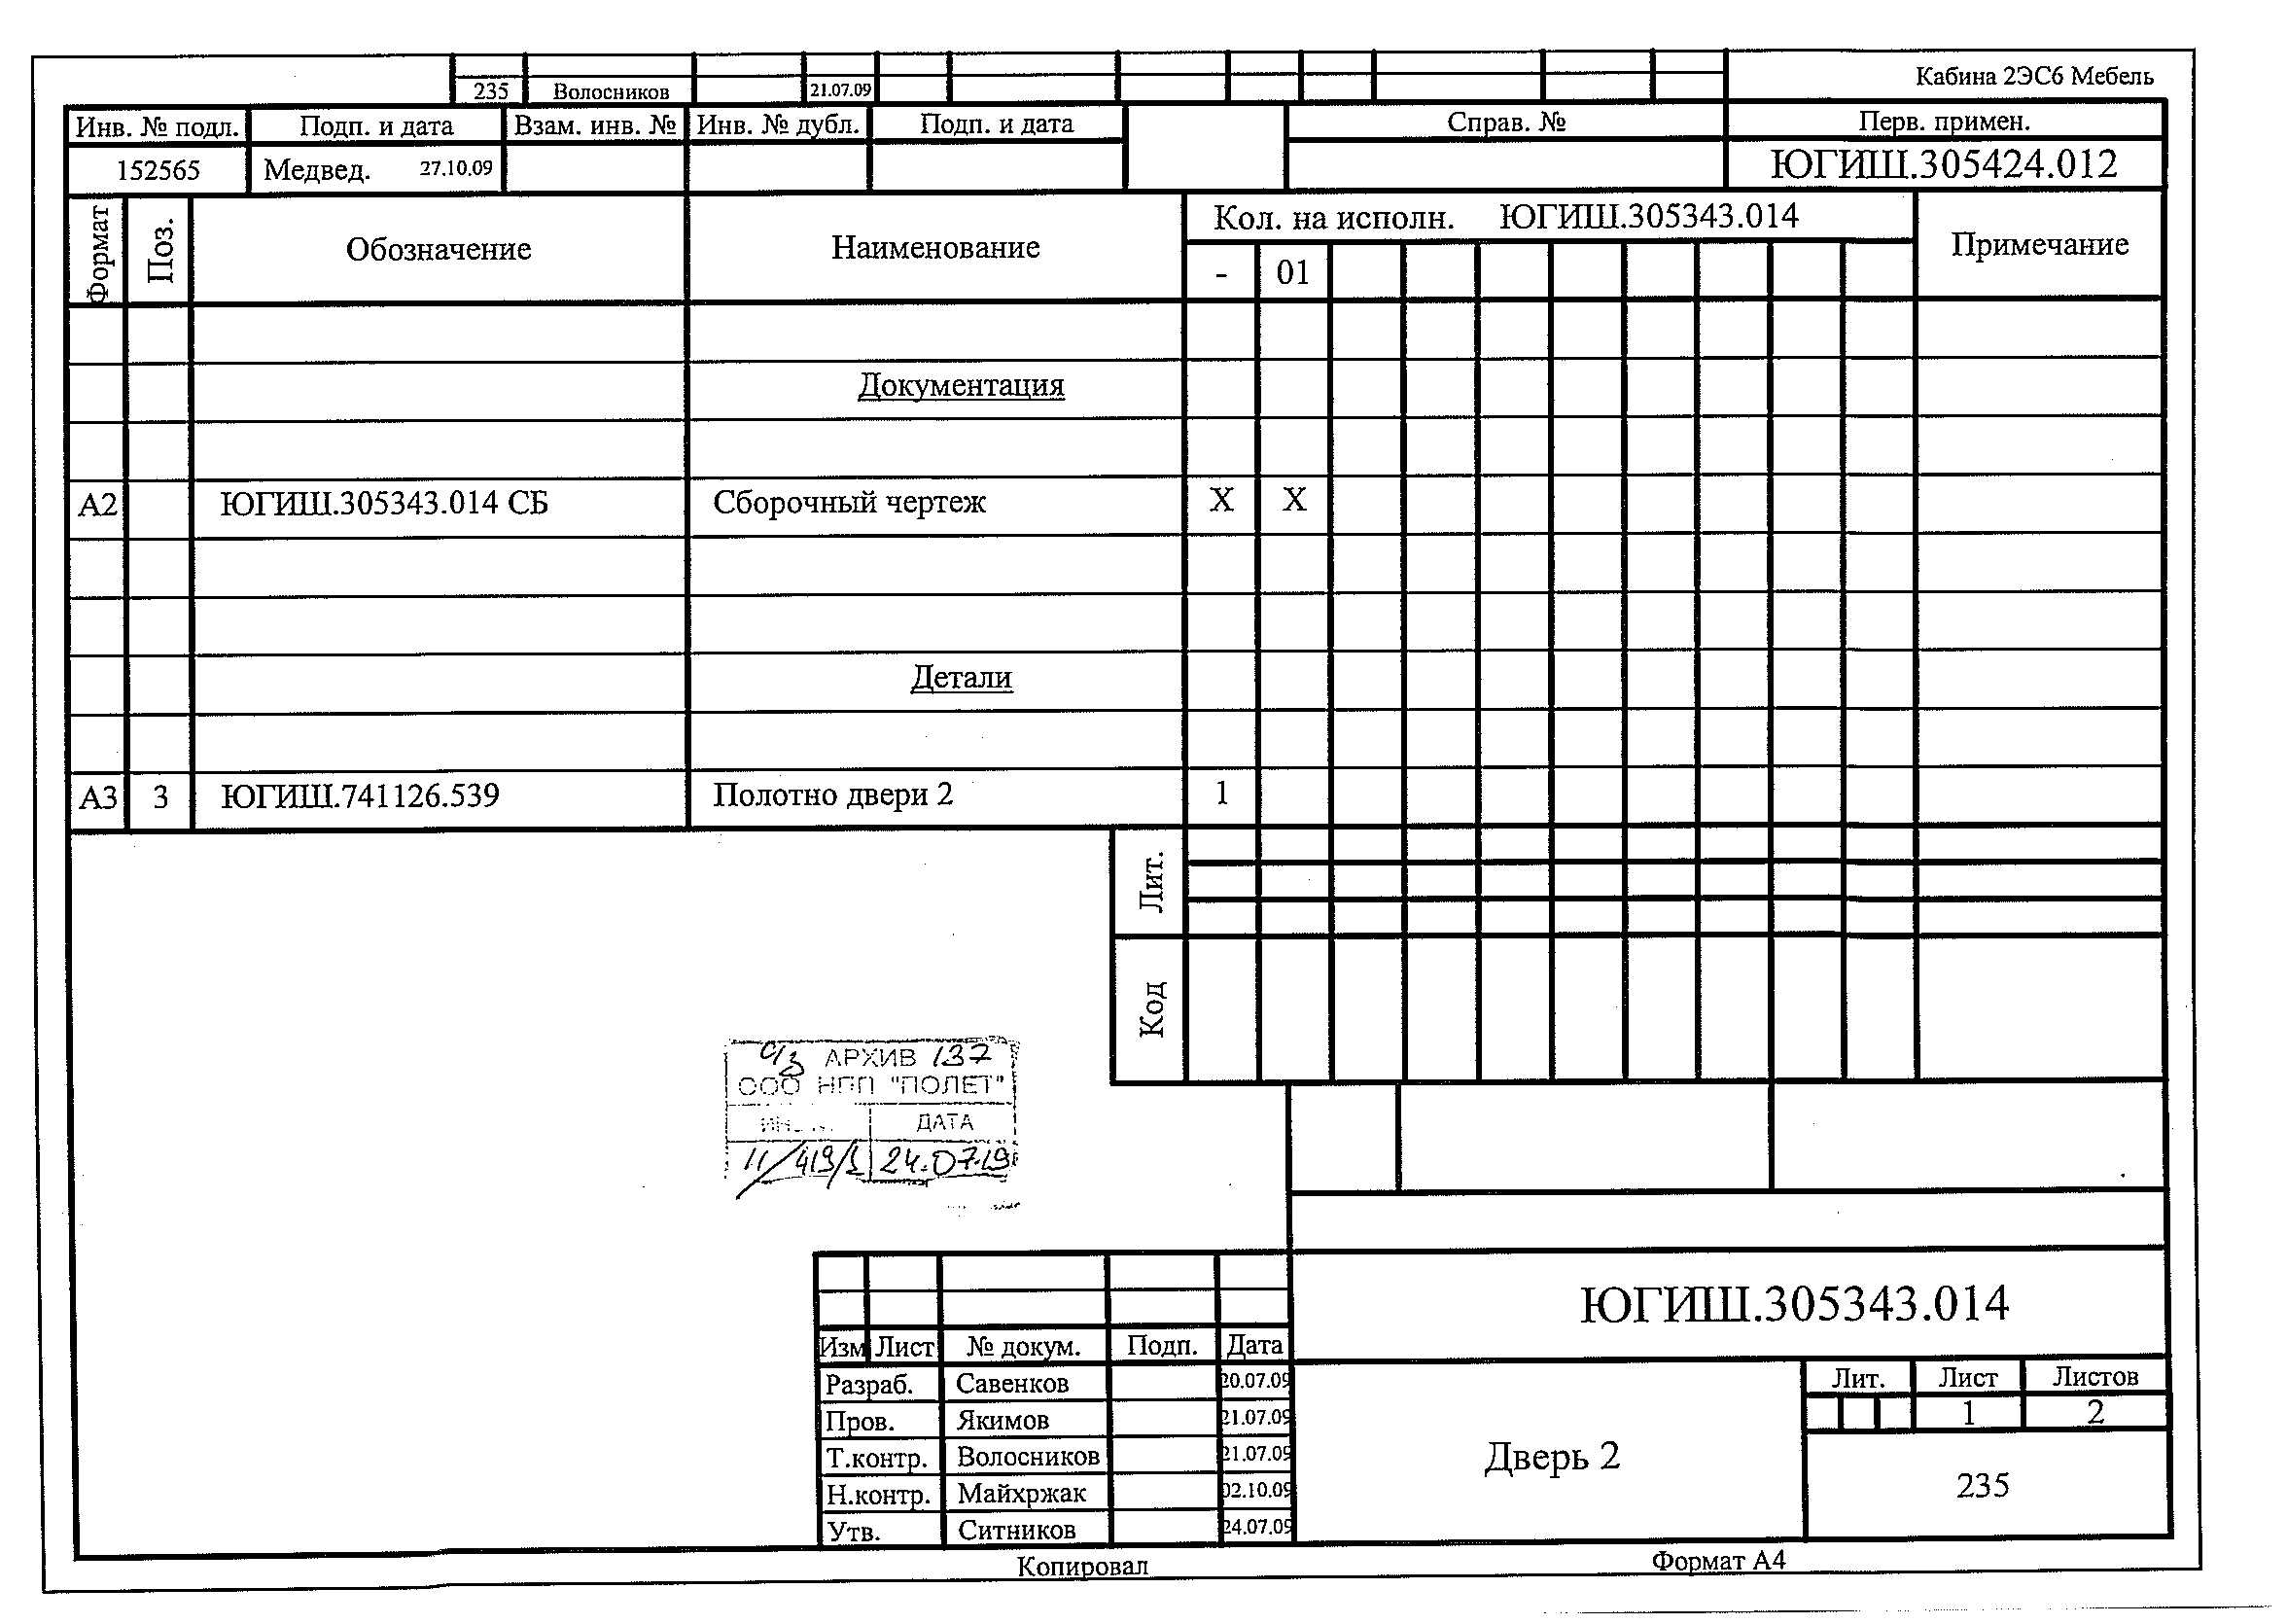 Кабина 2ЭС6 Мебель
235 Волосников 21.07.09
Инв. № подл. Подп. и дата Взам. инв. № Инв. № дубл. Подп. и дата Справ. № Перв. примен.
152565 Медвед. 27.10.09 ЮГИШ.305424.012
Формат Поз. Обозначение Наименование Кол. на исполн. ЮГИШ.305343.014 Примечание
- 01
Документация
А2 ЮГИШ.305343.014 СБ Сборочный чертеж X X
Детали
А3 3 ЮГИШ.741126.539 Полотно двери 2 1
Лит.
Код
АРХИВ 137
ООО НПП "ПОЛЕТ"
ДАТА
11/419/1 24.07.19
ЮГИШ.305343.014
Изм Лист № докум. Подп. Дата
Разраб. Савенков 20.07.09
Пров. Якимов 21.07.09
Т.контр. Волосников 21.07.09
Н.контр. Майхржак 02.10.09
Утв. Ситников 24.07.09
Дверь 2
Лит. Лист Листов
1 2
235
Копировал Формат А4